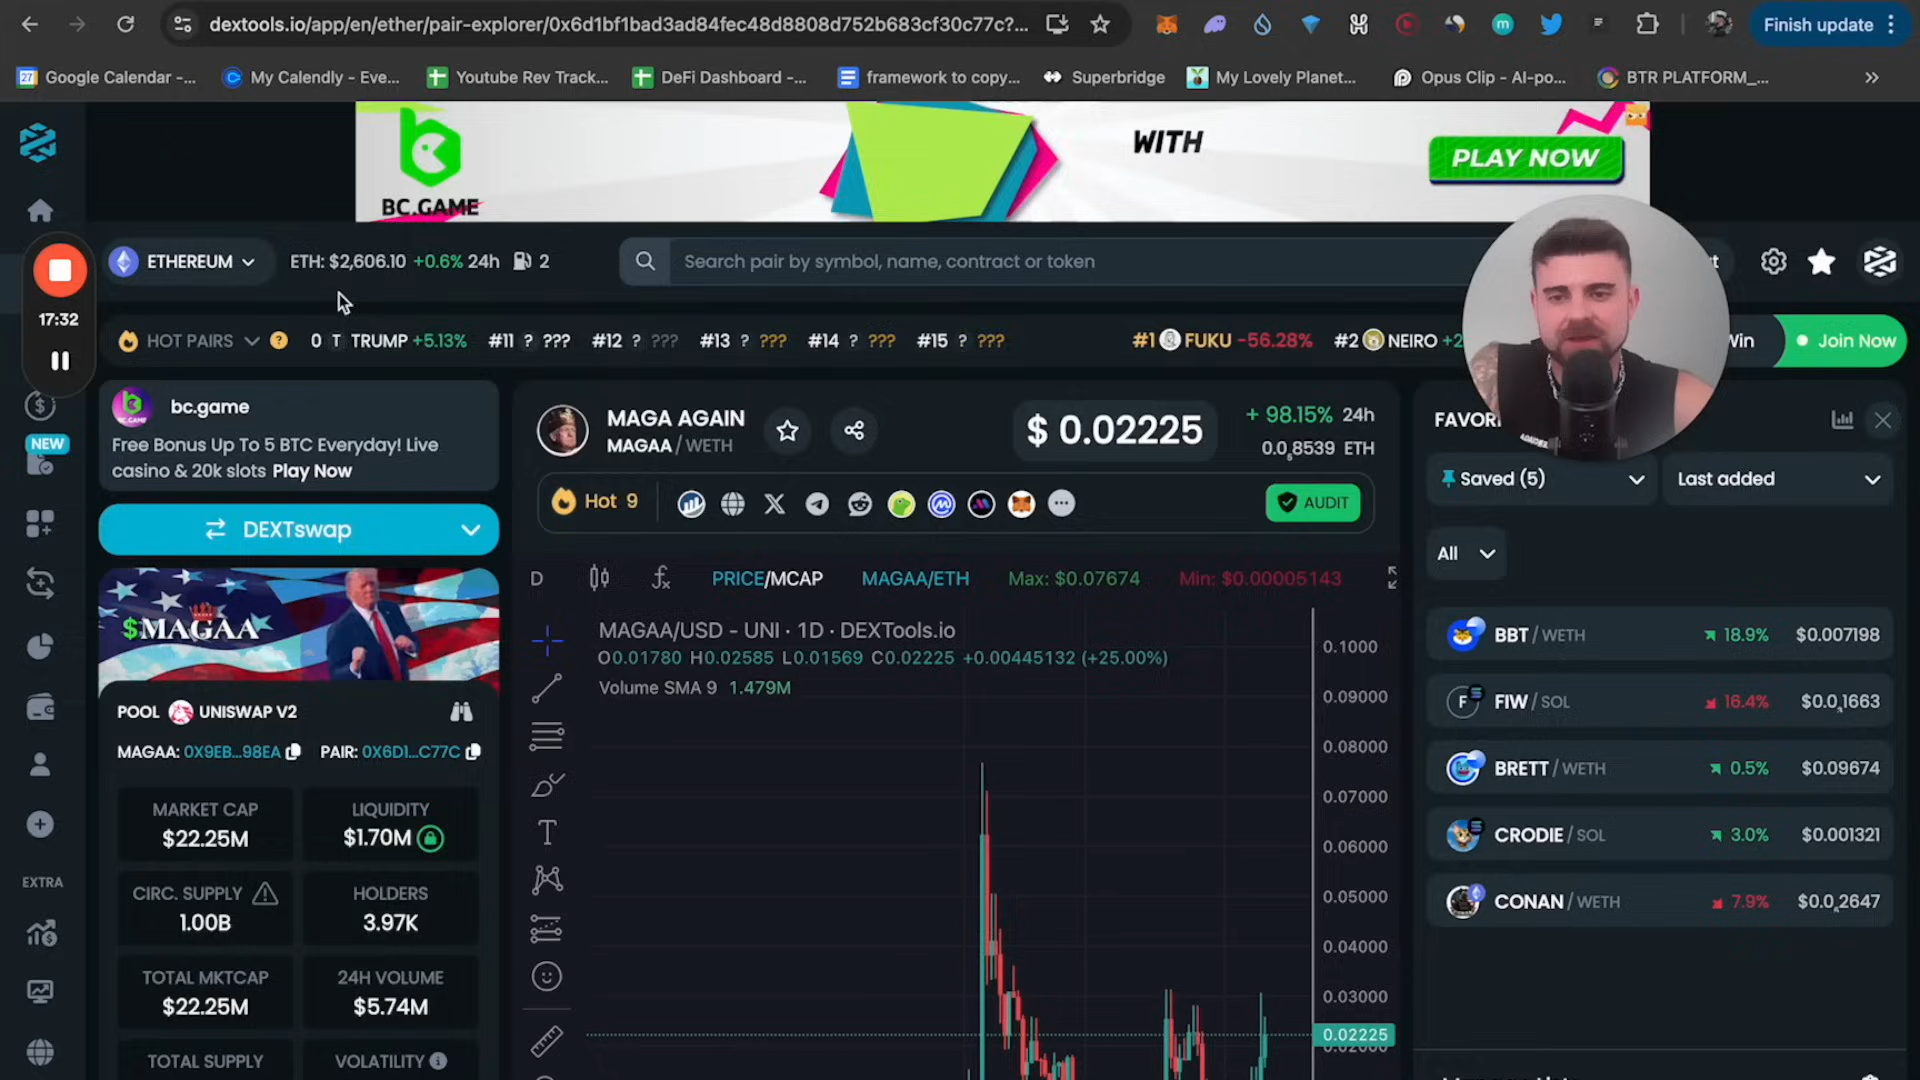 dextools.io/app/en/ether/pair-explorer/0x6d1bf1bad3ad84fec48d8808d752b683cf30c77c?...
Finish update
Google Calendar -...
My Calendly - Eve...
Youtube Rev Track...
DeFi Dashboard -...
framework to copy...
Superbridge
My Lovely Planet...
Opus Clip - AI-po...
BTR PLATFORM_...
BC.GAME
WITH
PLAY NOW
ETHEREUM
ETH: $2,606.10 +0.6% 24h 2
Search pair by symbol, name, contract or token
17:32
HOT PAIRS
0 T TRUMP +5.13% #11 ? ??? #12 ? ??? #13 ? ??? #14 ? ??? #15 ? ???
#1 FUKU -56.28% #2 NEIRO
Join Now
bc.game
Free Bonus Up To 5 BTC Everyday! Live
casino & 20k slots Play Now
NEW
DEXTswap
$MAGAA
POOL UNISWAP V2
MAGAA: 0X9EB...98EA PAIR: 0X6D1...C77C
MARKET CAP
$22.25M
LIQUIDITY
$1.70M
EXTRA
CIRC. SUPPLY
1.00B
HOLDERS
3.97K
TOTAL MKTCAP
$22.25M
24H VOLUME
$5.74M
TOTAL SUPPLY
VOLATILITY
MAGA AGAIN
MAGAA / WETH
$ 0.02225
+ 98.15% 24h
0.0₅8539 ETH
Hot 9
AUDIT
D
PRICE/MCAP
MAGAA/ETH
Max: $0.07674
Min: $0.00005143
MAGAA/USD - UNI · 1D · DEXTools.io
O0.01780 H0.02585 L0.01569 C0.02225 +0.00445132 (+25.00%)
Volume SMA 9 1.479M
0.1000
0.09000
0.08000
0.07000
0.06000
0.05000
0.04000
0.03000
0.02225
FAVORI
Saved (5)
Last added
All
BBT / WETH 18.9% $0.007198
FIW / SOL 16.4% $0.0₄1663
BRETT / WETH 0.5% $0.09674
CRODIE / SOL 3.0% $0.001321
CONAN / WETH 7.9%